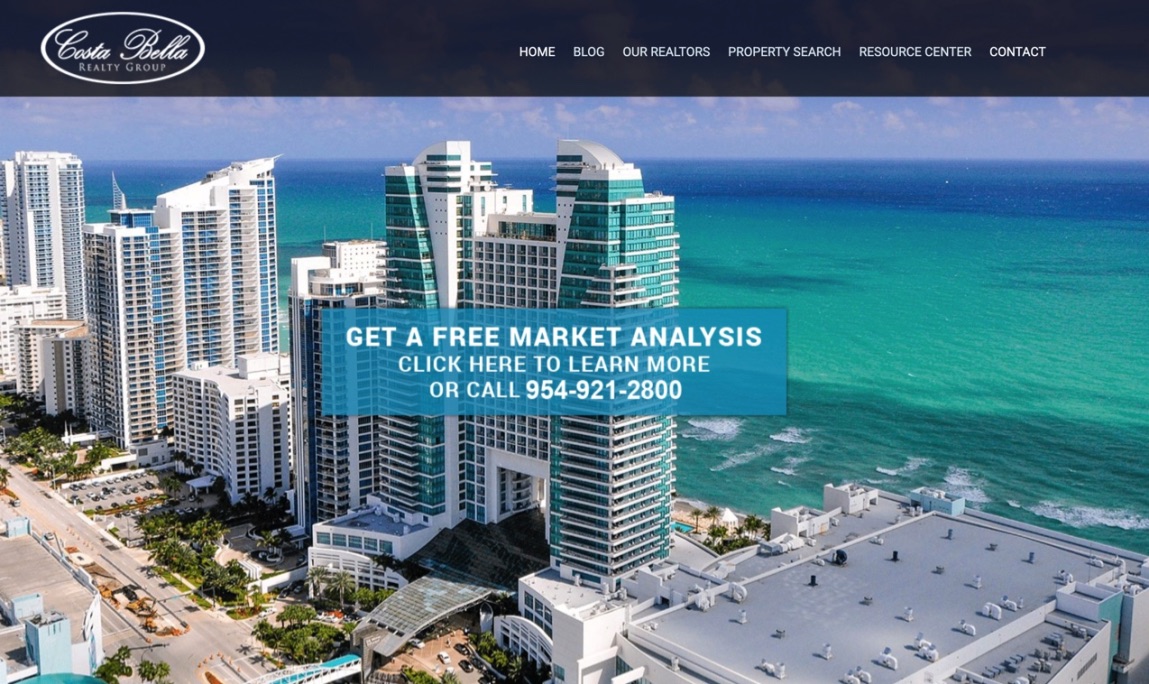 Costa Bella
REALTY GROUP
HOME BLOG OUR REALTORS PROPERTY SEARCH RESOURCE CENTER CONTACT
GET A FREE MARKET ANALYSIS
CLICK HERE TO LEARN MORE
OR CALL 954-921-2800